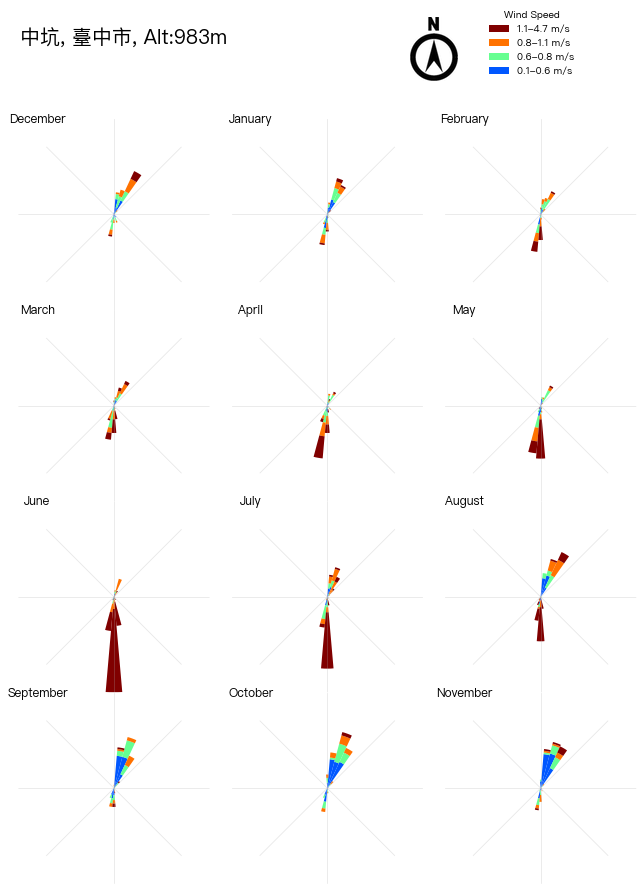 中坑, 臺中市, Alt:983m
N
Wind Speed
1.1–4.7 m/s
0.8–1.1 m/s
0.6–0.8 m/s
0.1–0.6 m/s
December
January
February
March
April
May
June
July
August
September
October
November